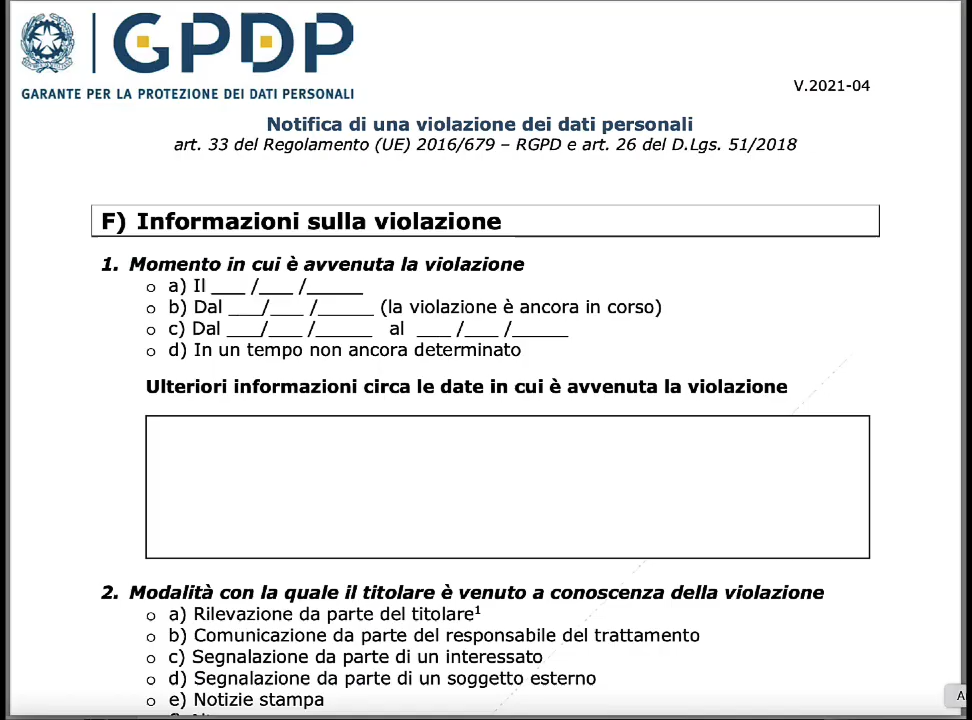 GPDP
GARANTE PER LA PROTEZIONE DEI DATI PERSONALI
V.2021-04
Notifica di una violazione dei dati personali
art. 33 del Regolamento (UE) 2016/679 – RGPD e art. 26 del D.Lgs. 51/2018
F) Informazioni sulla violazione
1. Momento in cui è avvenuta la violazione
o a) Il ___ /___ /_____
o b) Dal ___/___ /_____ (la violazione è ancora in corso)
o c) Dal ___/___ /_____ al ___ /___ /_____
o d) In un tempo non ancora determinato
Ulteriori informazioni circa le date in cui è avvenuta la violazione
2. Modalità con la quale il titolare è venuto a conoscenza della violazione
o a) Rilevazione da parte del titolare¹
o b) Comunicazione da parte del responsabile del trattamento
o c) Segnalazione da parte di un interessato
o d) Segnalazione da parte di un soggetto esterno
o e) Notizie stampa
A